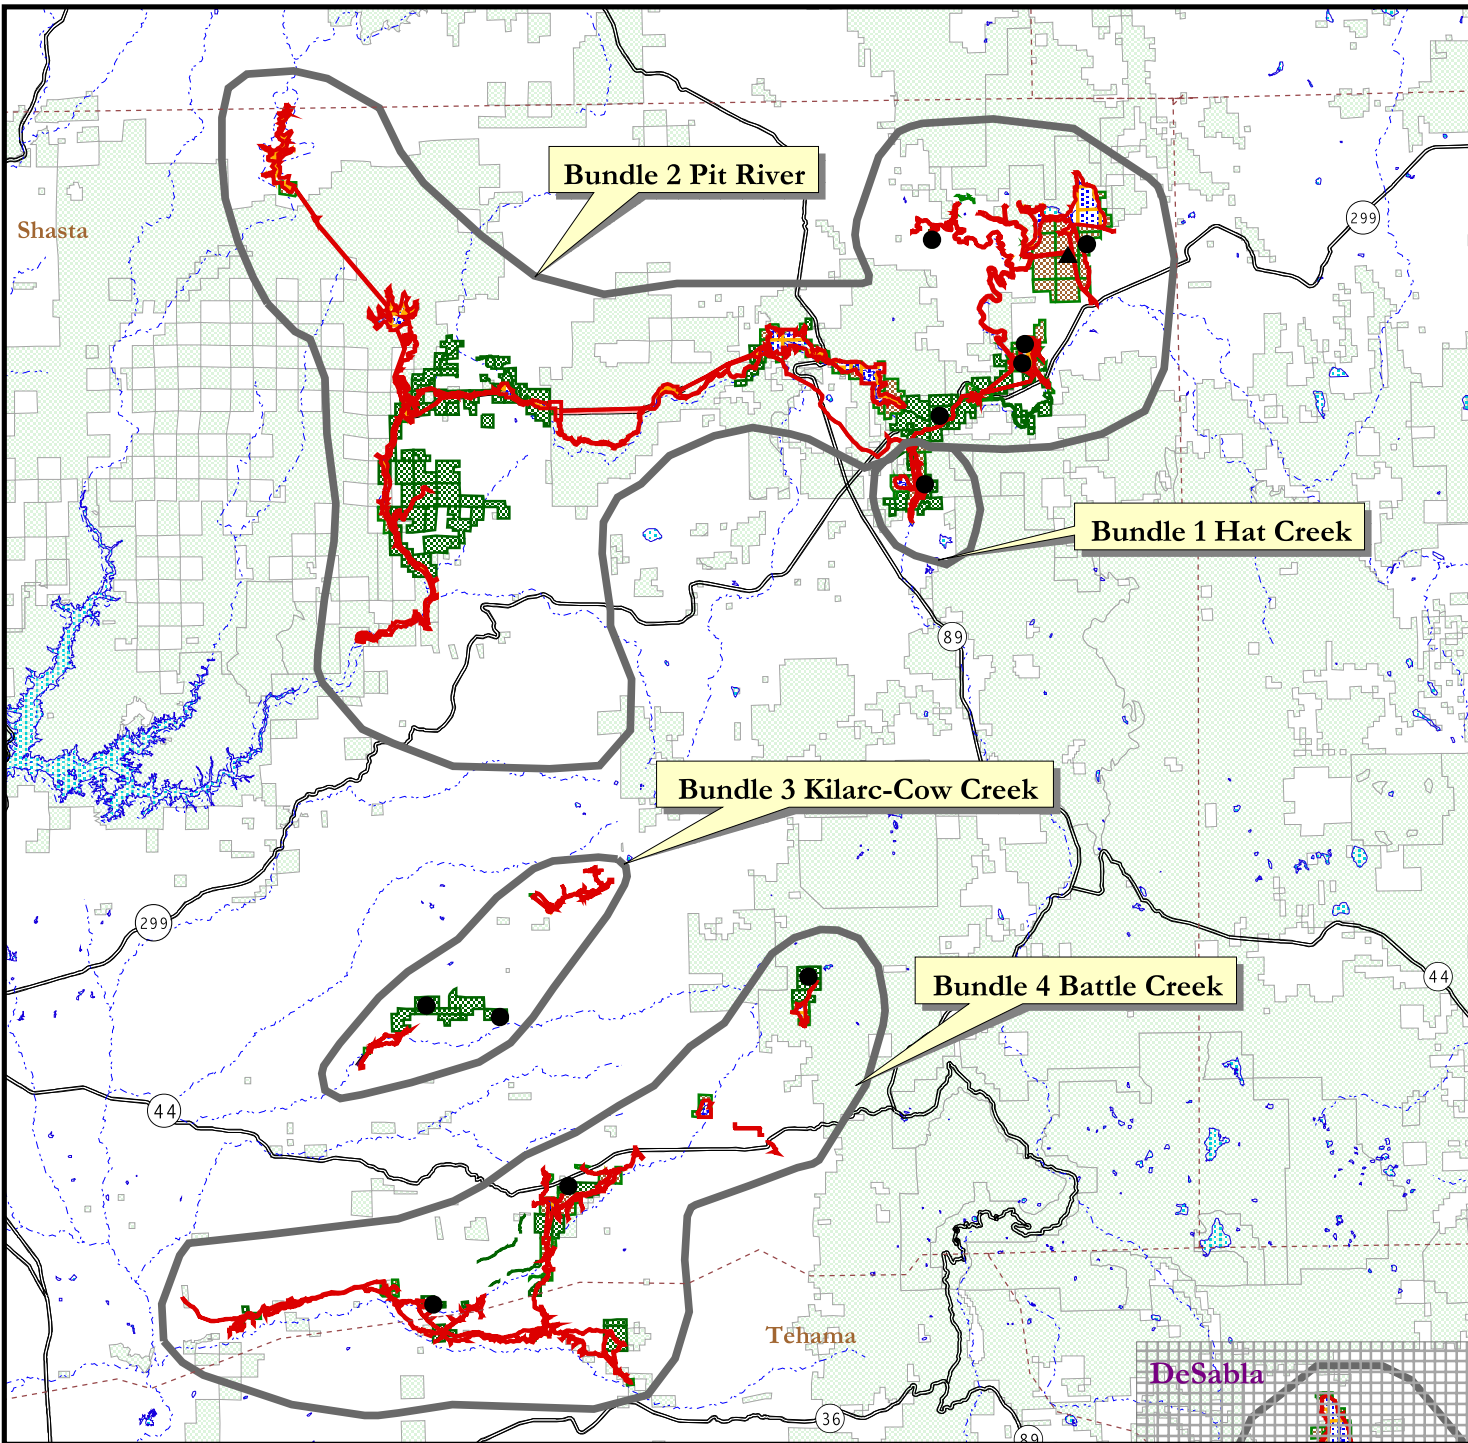 Bundle 2 Pit River
299
Shasta
Bundle 1 Hat Creek
89
Bundle 3 Kilarc-Cow Creek
299
44
Bundle 4 Battle Creek
44
Tehama
DeSabla
36
89